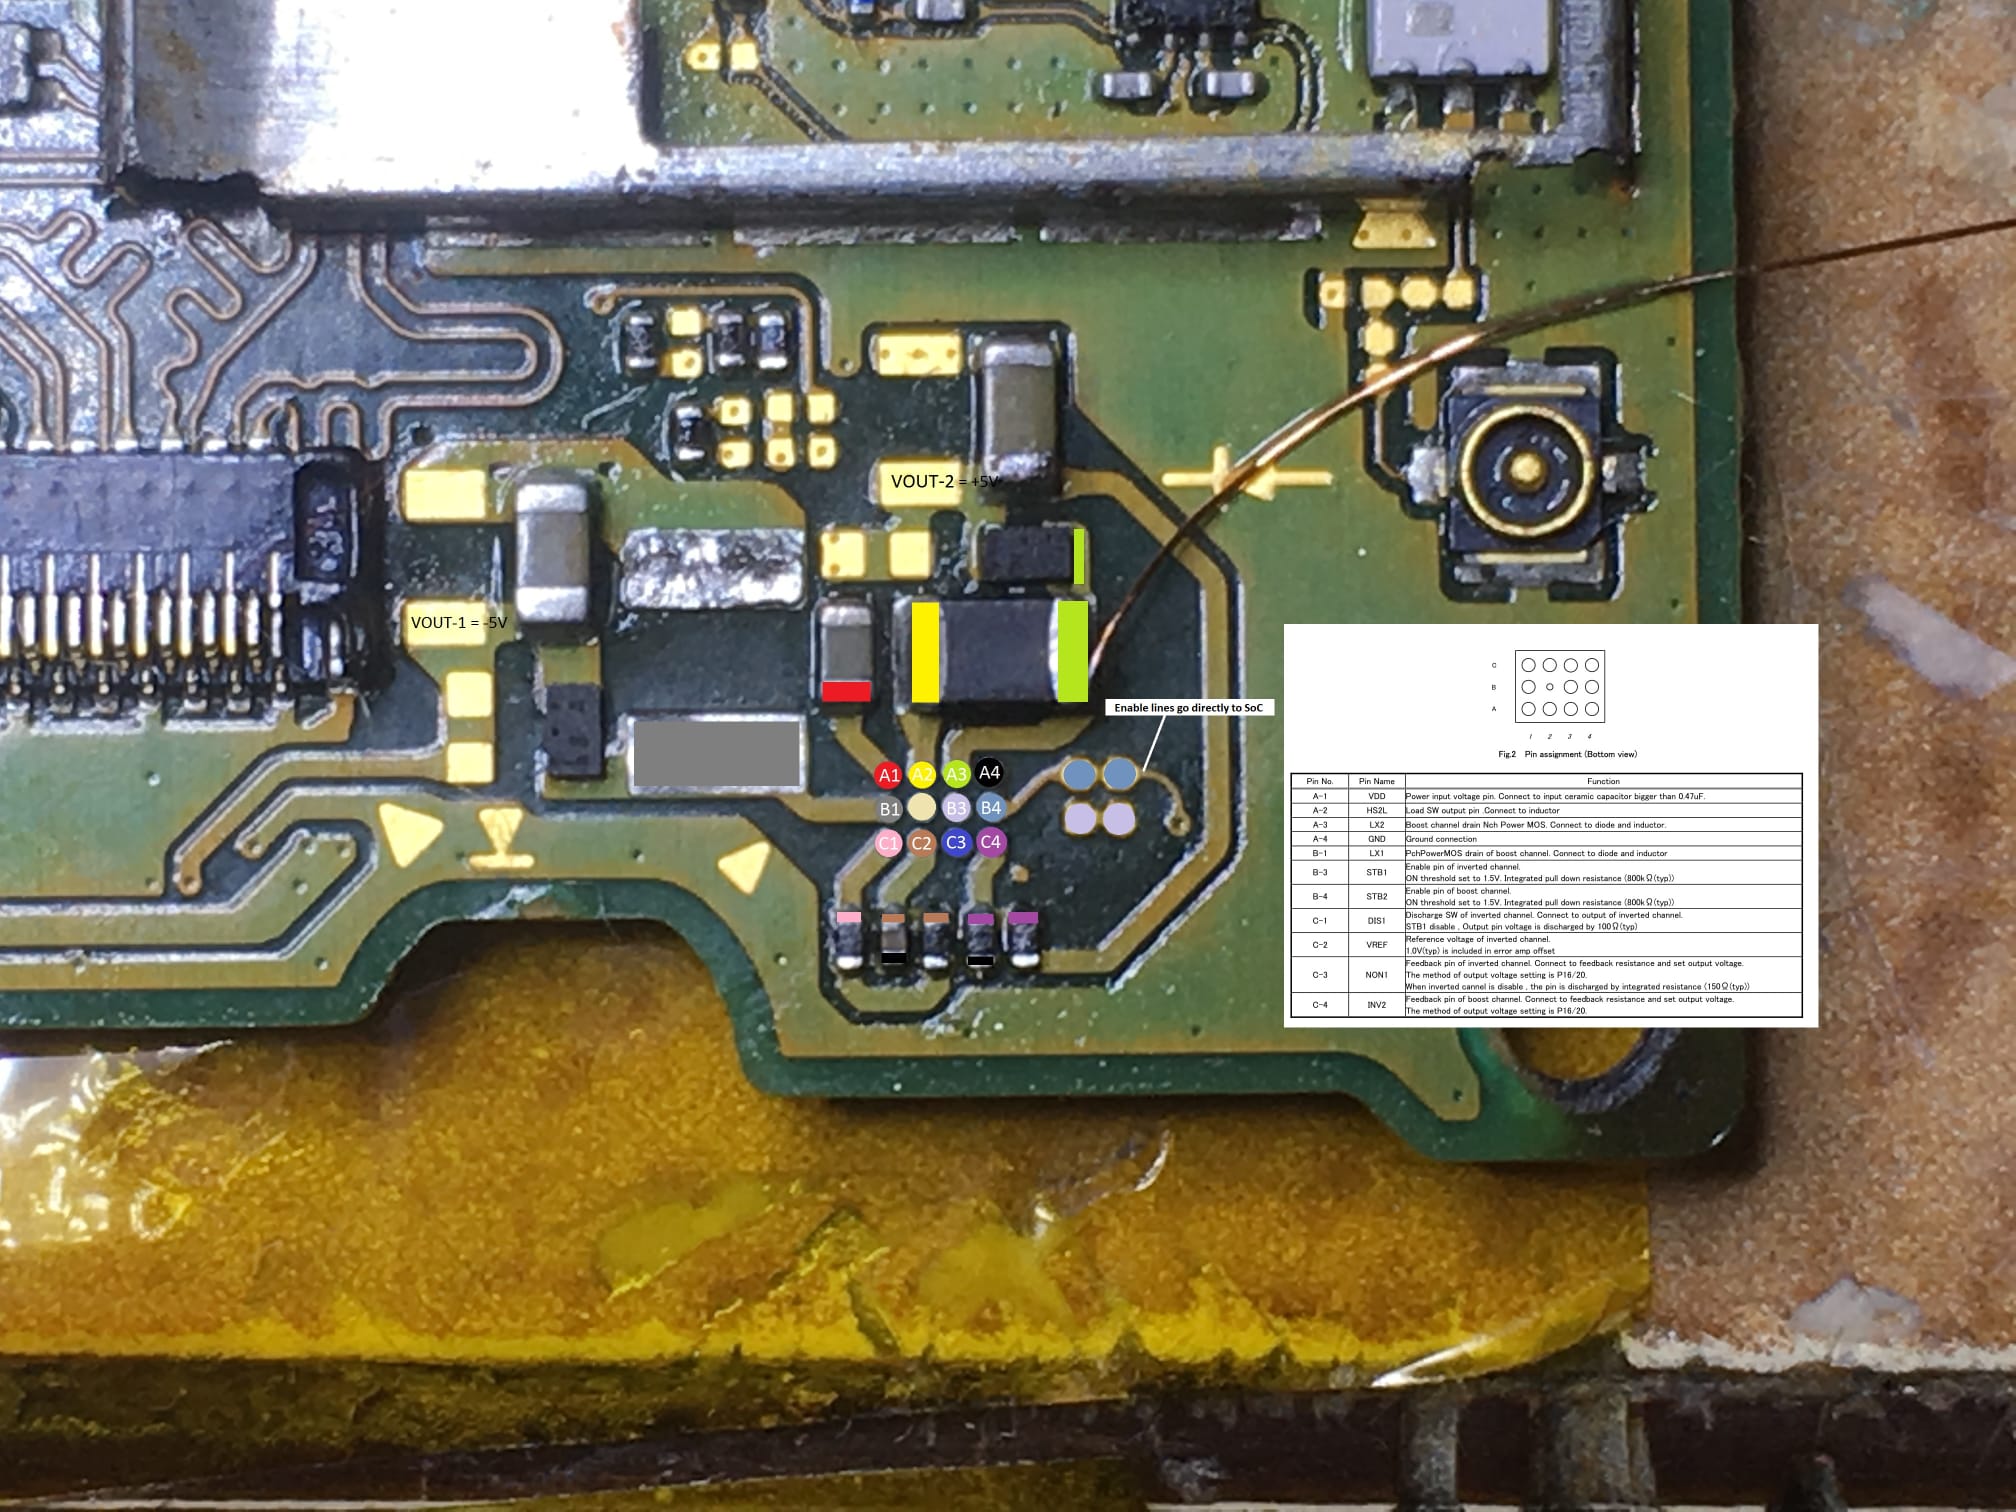 VOUT-2 = +5V
VOUT-1 = -5V
Enable lines go directly to SoC
A1 A2 A3 A4
B1 B3 B4
C1 C2 C3 C4
C
B
A
1 2 3 4
Fig.2 Pin assignment (Bottom view)
Pin No. Pin Name Function
A-1 VDD Power input voltage pin. Connect to input ceramic capacitor bigger than 0.47uF.
A-2 HS2L Load SW output pin .Connect to inductor
A-3 LX2 Boost channel drain Nch Power MOS. Connect to diode and inductor.
A-4 GND Ground connection
B-1 LX1 PchPowerMOS drain of boost channel. Connect to diode and inductor
B-3 STB1 Enable pin of inverted channel.
ON threshold set to 1.5V. Integrated pull down resistance (800kΩ(typ))
B-4 STB2 Enable pin of boost channel.
ON threshold set to 1.5V. Integrated pull down resistance (800kΩ(typ))
C-1 DIS1 Discharge SW of inverted channel. Connect to output of inverted channel.
STB1 disable , Output pin voltage is discharged by 100Ω(typ)
C-2 VREF Reference voltage of inverted channel.
1.0V(typ) is included in error amp offset
C-3 NON1 Feedback pin of inverted channel. Connect to feedback resistance and set output voltage.
The method of output voltage setting is P16/20.
When inverted cannel is disable , the pin is discharged by integrated resistance (150Ω(typ))
C-4 INV2 Feedback pin of boost channel. Connect to feedback resistance and set output voltage.
The method of output voltage setting is P16/20.